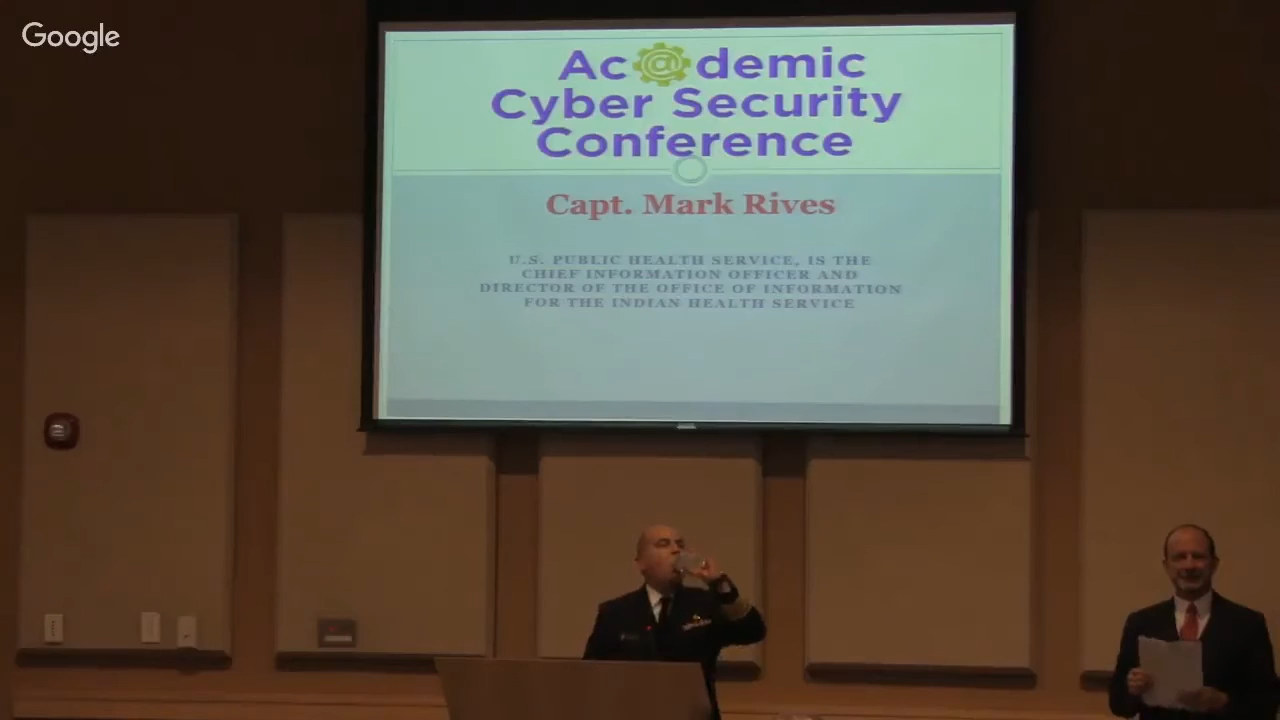 Google
Ac@demic
Cyber Security
Conference
Capt. Mark Rives
U.S. PUBLIC HEALTH SERVICE, IS THE
CHIEF INFORMATION OFFICER AND
DIRECTOR OF THE OFFICE OF INFORMATION
FOR THE INDIAN HEALTH SERVICE